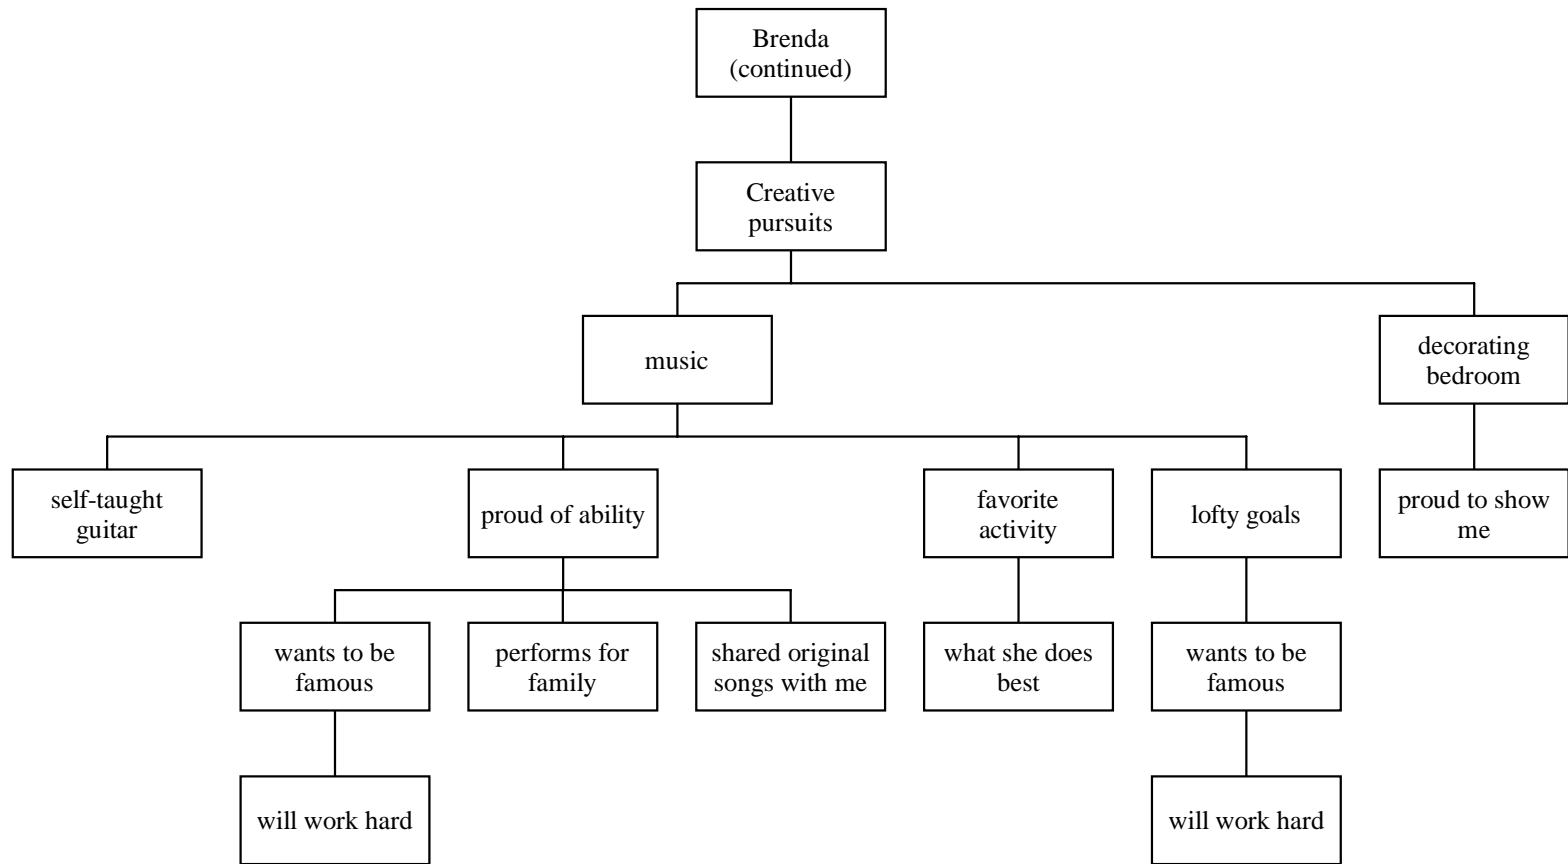 Brenda
(continued)
Creative
pursuits
music
decorating
bedroom
self-taught
guitar
proud of ability
favorite
activity
lofty goals
proud to show
me
wants to be
famous
performs for
family
shared original
songs with me
what she does
best
wants to be
famous
will work hard
will work hard